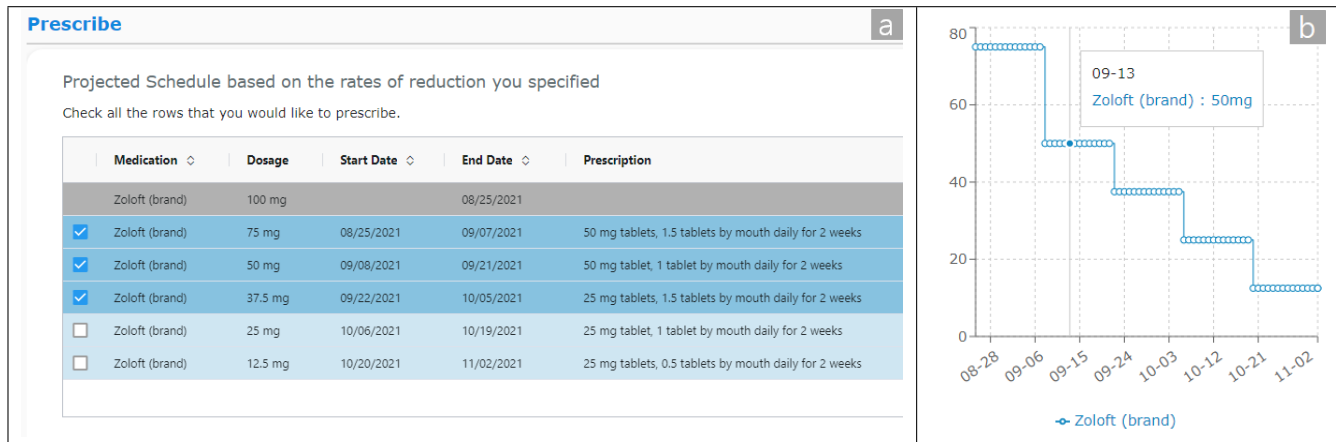 Prescribe
a
Projected Schedule based on the rates of reduction you specified
Check all the rows that you would like to prescribe.
Medication Dosage Start Date End Date Prescription
Zoloft (brand) 100 mg 08/25/2021
Zoloft (brand) 75 mg 08/25/2021 09/07/2021 50 mg tablets, 1.5 tablets by mouth daily for 2 weeks
Zoloft (brand) 50 mg 09/08/2021 09/21/2021 50 mg tablet, 1 tablet by mouth daily for 2 weeks
Zoloft (brand) 37.5 mg 09/22/2021 10/05/2021 25 mg tablets, 1.5 tablets by mouth daily for 2 weeks
Zoloft (brand) 25 mg 10/06/2021 10/19/2021 25 mg tablet, 1 tablet by mouth daily for 2 weeks
Zoloft (brand) 12.5 mg 10/20/2021 11/02/2021 25 mg tablets, 0.5 tablets by mouth daily for 2 weeks
b
80
60
40
20
0
09-13
Zoloft (brand) : 50mg
08-28 09-06 09-15 09-24 10-03 10-12 10-21 11-02
Zoloft (brand)